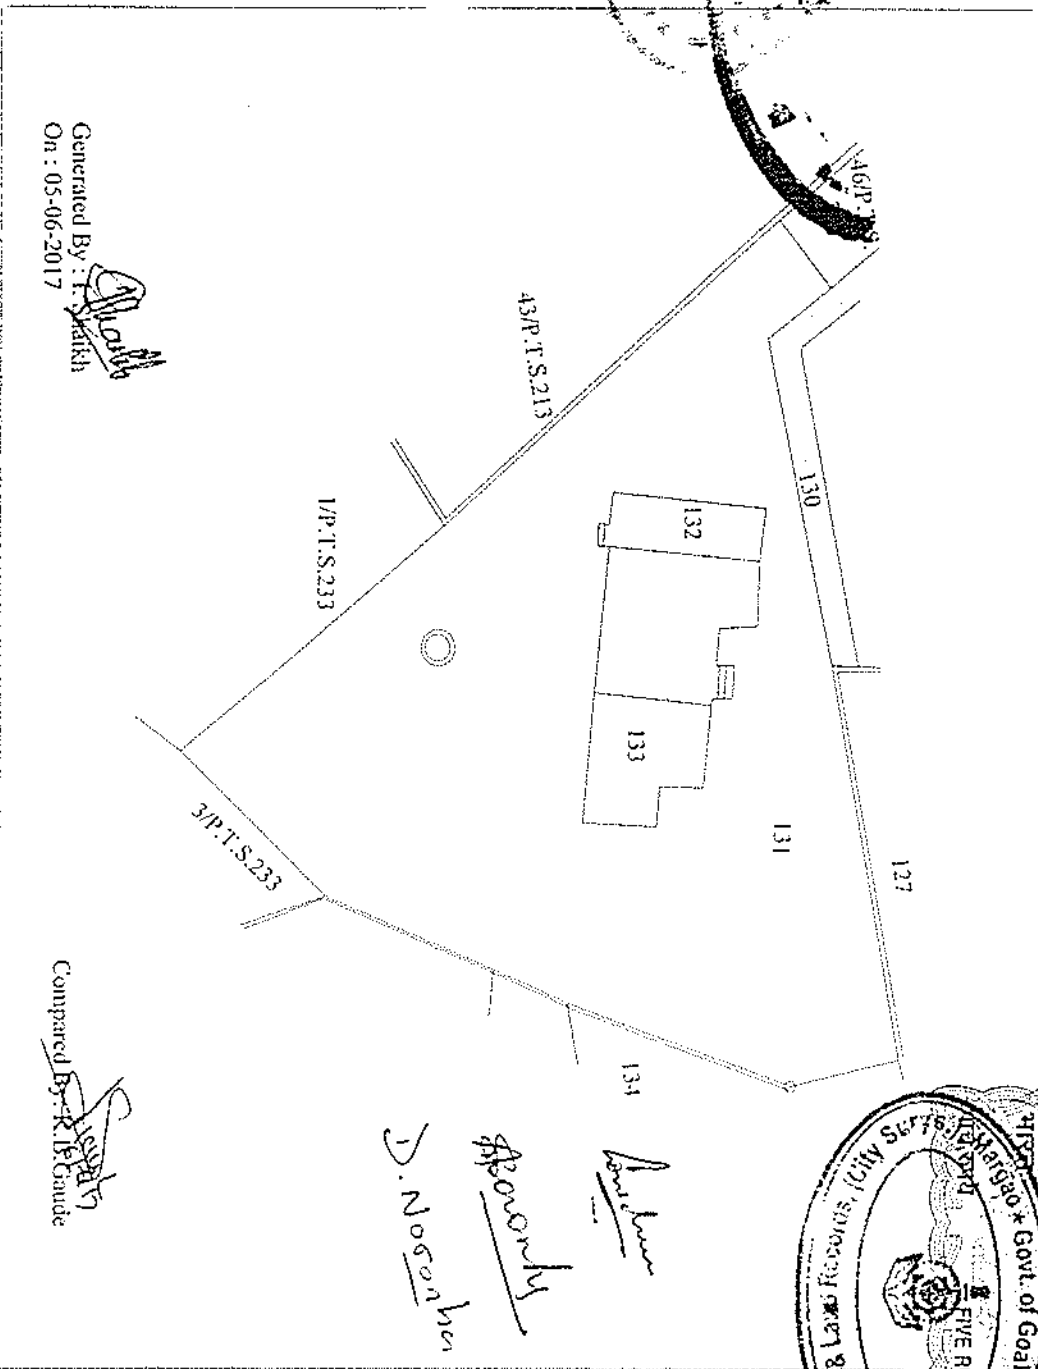 46/P.T.S.
43/P.T.S.213
130
132
1/P.T.S.233
133
131
127
3/P.T.S.233
134
Generated By :
On : 05-06-2017
Compared By : R.B.Gaude
D. Noronha
& Land Records, (City Survey) Margao * Govt. of Goa
FIVE R